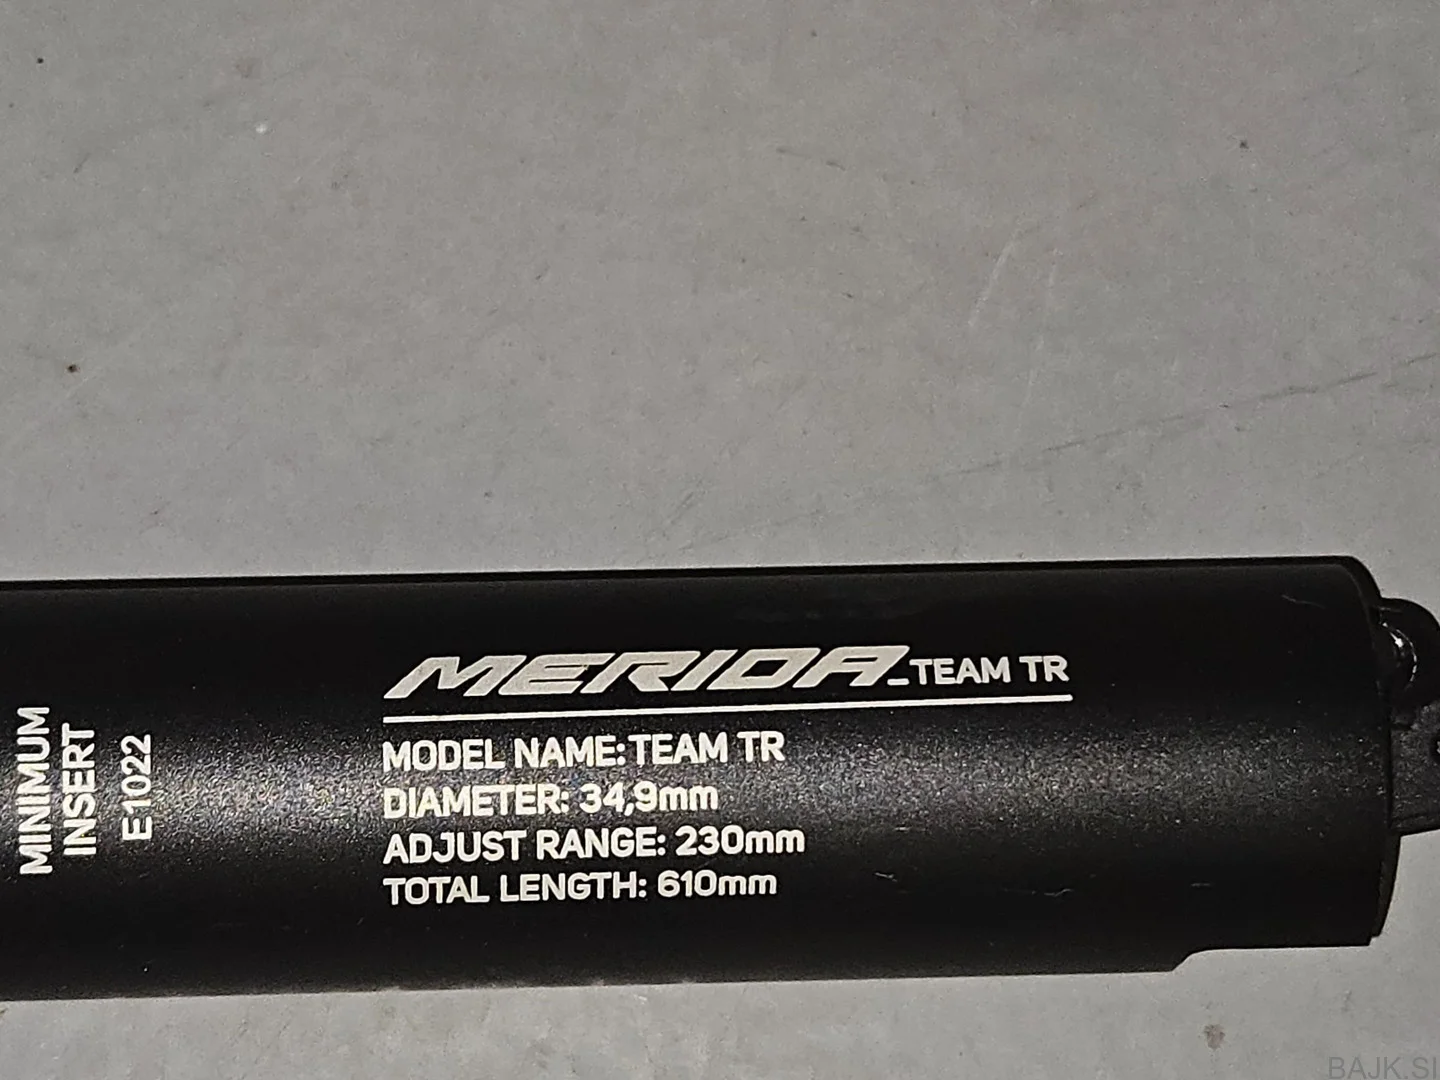 MINIMUM
INSERT
E1022
MERIDA_TEAM TR
MODEL NAME: TEAM TR
DIAMETER: 34,9mm
ADJUST RANGE: 230mm
TOTAL LENGTH: 610mm
BAJK.SI